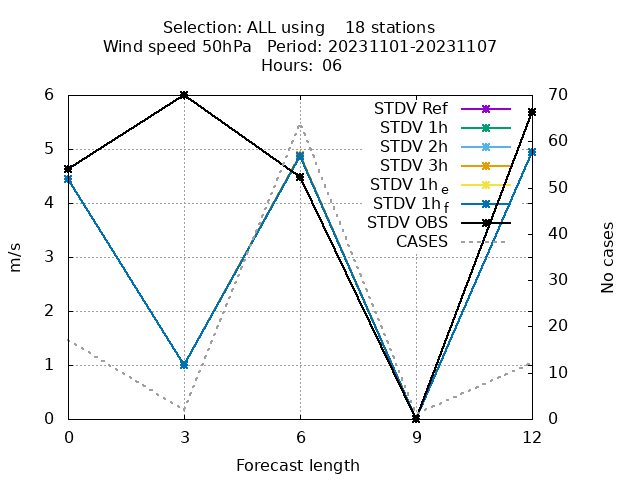 Selection: ALL using    18 stations
Wind speed 50hPa   Period: 20231101-20231107
Hours:  06
STDV Ref
STDV 1h
STDV 2h
STDV 3h
STDV 1h e
STDV 1h f
STDV OBS
CASES
6
5
4
3
2
1
0
m/s
70
60
50
40
30
20
10
0
No cases
0 3 6 9 12
Forecast length